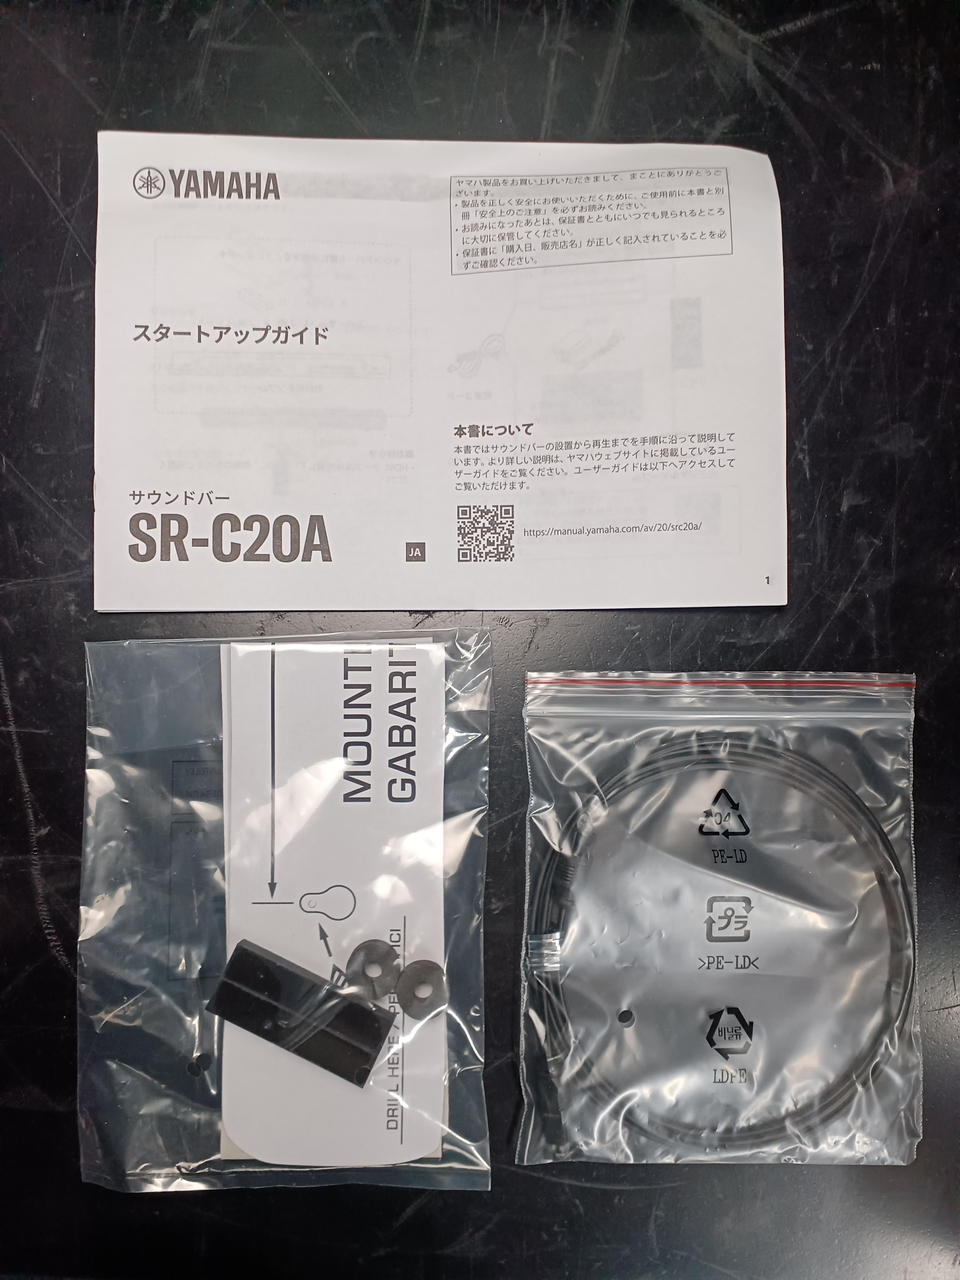 YAMAHA
ヤマハ製品をお買い上げいただきまして、まことにありがとうご
ざいます。
• 製品を正しく安全にお使いいただくために、ご使用前に本書と別
冊「安全上のご注意」を必ずお読みください。
• お読みになったあとは、保証書とともにいつでも見られるところ
に大切に保管してください。
• 保証書に「購入日、販売店名」が正しく記入されていることを必
ずご確認ください。
スタートアップガイド
本書について
本書ではサウンドバーの設置から再生までを手順に沿って説明して
います。より詳しい説明は、ヤマハウェブサイトに掲載しているユー
ザーガイドをご覧ください。ユーザーガイドは以下へアクセスして
ご覧いただけます。
https://manual.yamaha.com/av/20/src20a/
サウンドバー
SR-C20A
JA
1
MOUNTI
GABARIT
DRILL HERE / PE
ICI
04
PE-LD
プラ
>PE-LD<
비닐류
LDPE